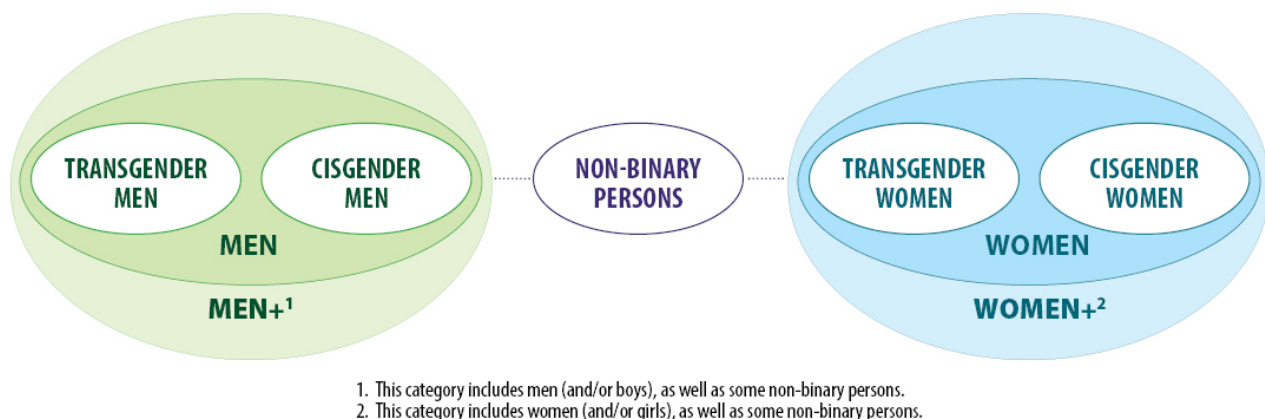 TRANSGENDER
MEN
CISGENDER
MEN
MEN
MEN+¹
NON-BINARY
PERSONS
TRANSGENDER
WOMEN
CISGENDER
WOMEN
WOMEN
WOMEN+²
1. This category includes men (and/or boys), as well as some non-binary persons.
2. This category includes women (and/or girls), as well as some non-binary persons.